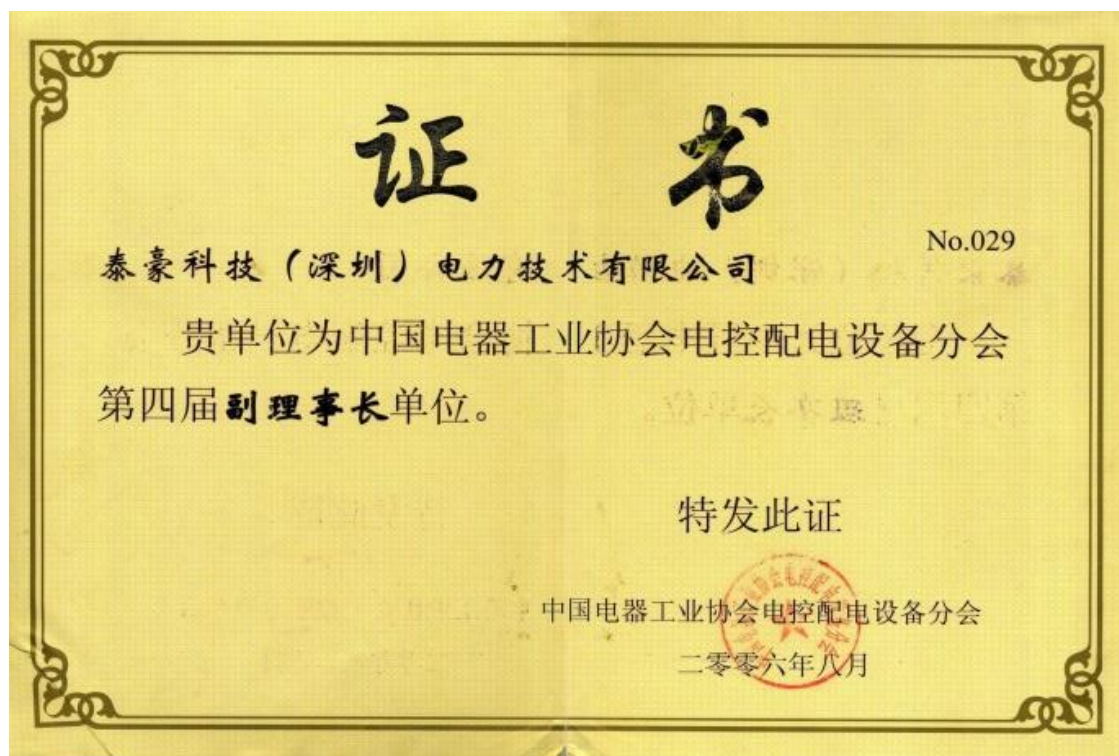 证 书
No.029
泰豪科技（深圳）电力技术有限公司
贵单位为中国电器工业协会电控配电设备分会
第四届副理事长单位。
特发此证
中国电器工业协会电控配电设备分会
二零零六年八月